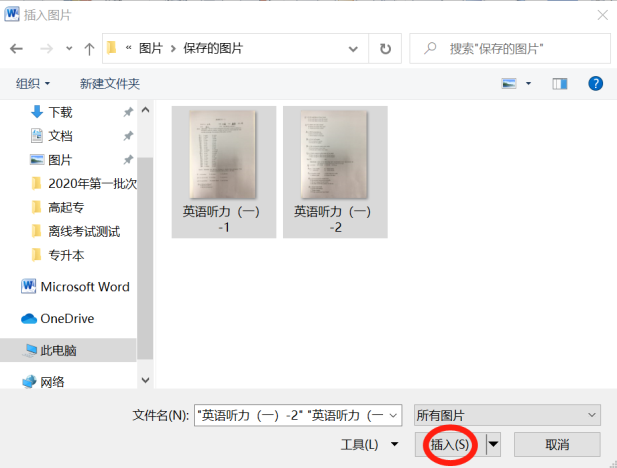 插入图片
« 图片 › 保存的图片
搜索"保存的图片"
组织
新建文件夹
下载
文档
图片
2020年第一批次
高起专
离线考试测试
专升本
Microsoft Word
OneDrive
此电脑
网络
英语听力（一）
-1
英语听力（一）
-2
文件名(N):
"英语听力（一）-2" "英语听力（一
所有图片
工具(L)
插入(S)
取消